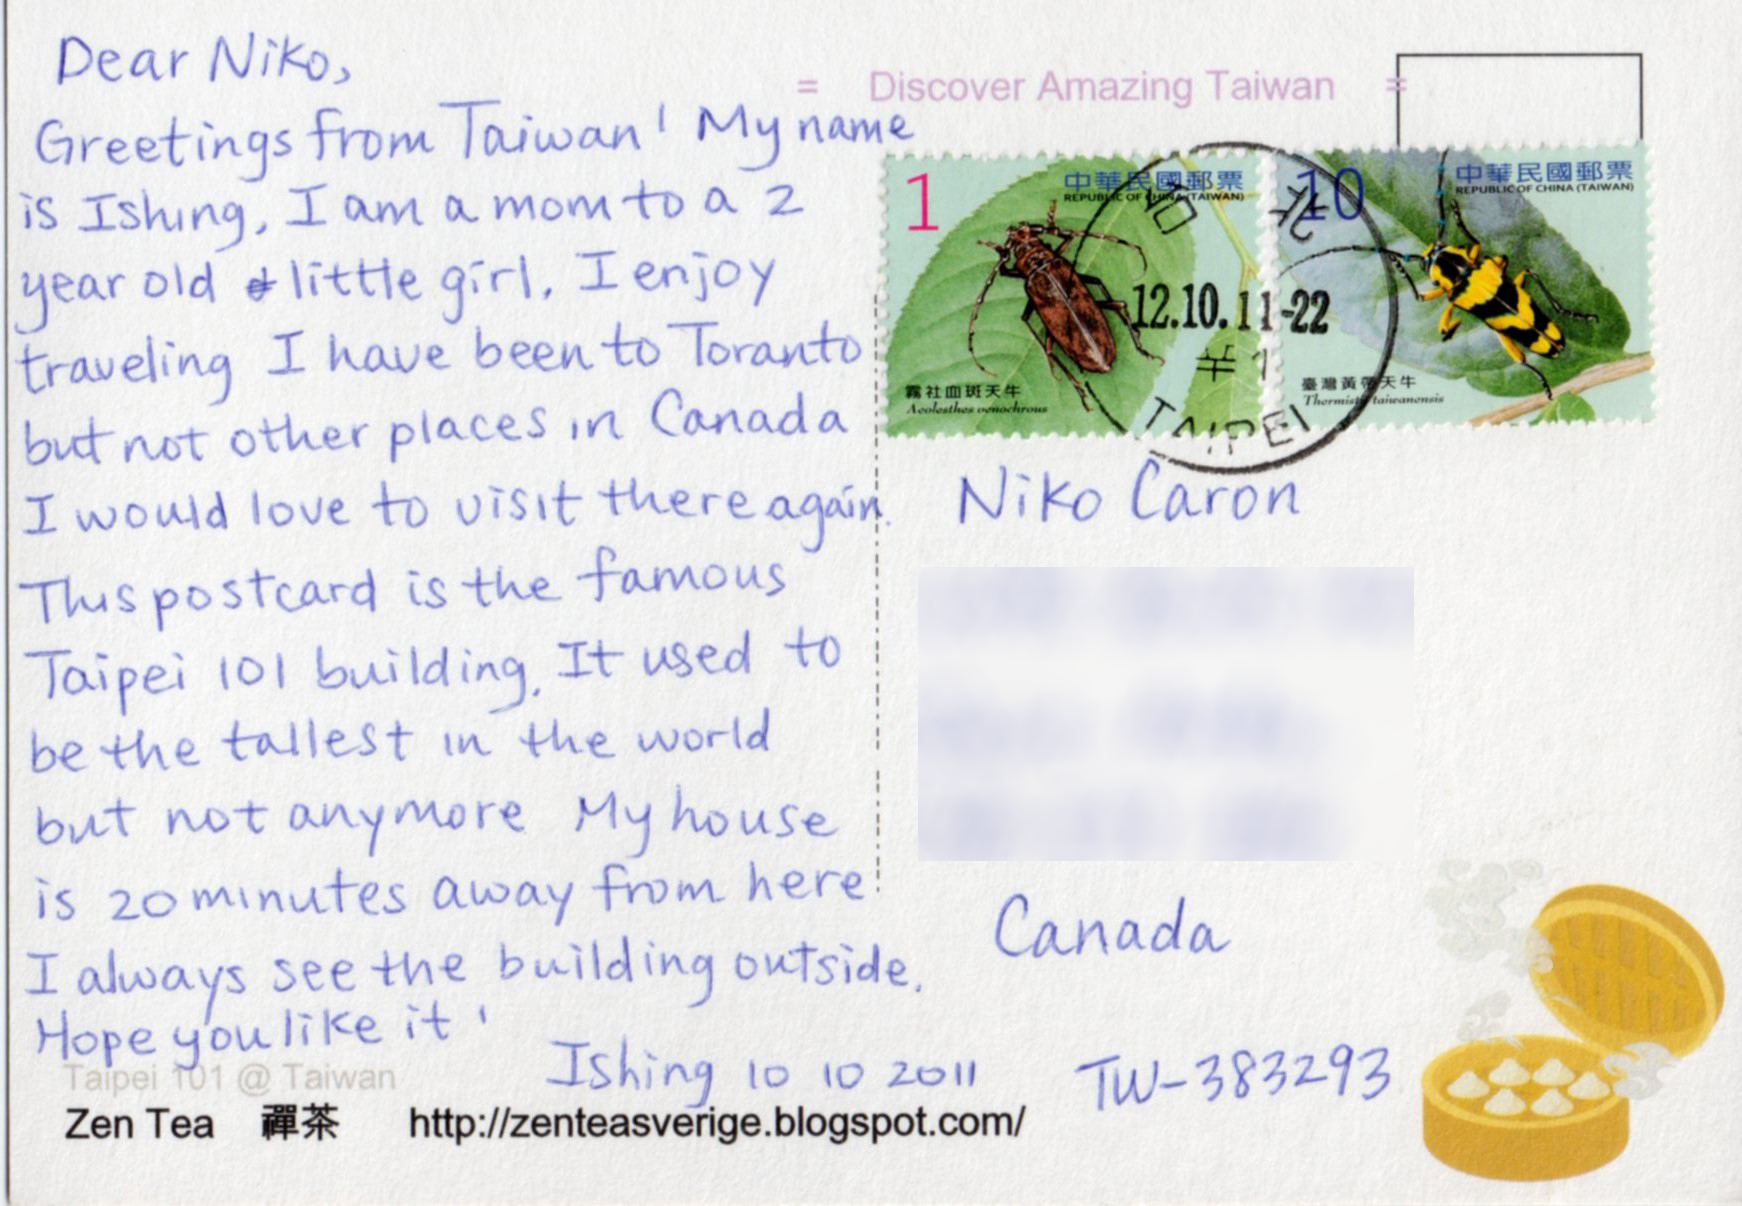 Dear Niko,
Greetings from Taiwan! My name
is Ishing, I am a mom to a 2
year old little girl. I enjoy
traveling I have been to Toranto
but not other places in Canada
I would love to visit there again.
This postcard is the famous
Taipei 101 building. It used to
be the tallest in the world
but not anymore My house
is 20 minutes away from here
I always see the building outside.
Hope you like it !
Ishing 10 10 2011
Taipei 101 @ Taiwan
Zen Tea 禪茶 http://zenteasverige.blogspot.com/
= Discover Amazing Taiwan =
1
中華民國郵票
REPUBLIC OF CHINA (TAIWAN)
霧社血斑天牛
Aeolesthes oenochrous
10
中華民國郵票
REPUBLIC OF CHINA (TAIWAN)
臺灣黃帶天牛
Thermistis taiwanensis
台北
12.10.11-22
TAIPEI
Niko Caron
Canada
TW-383293